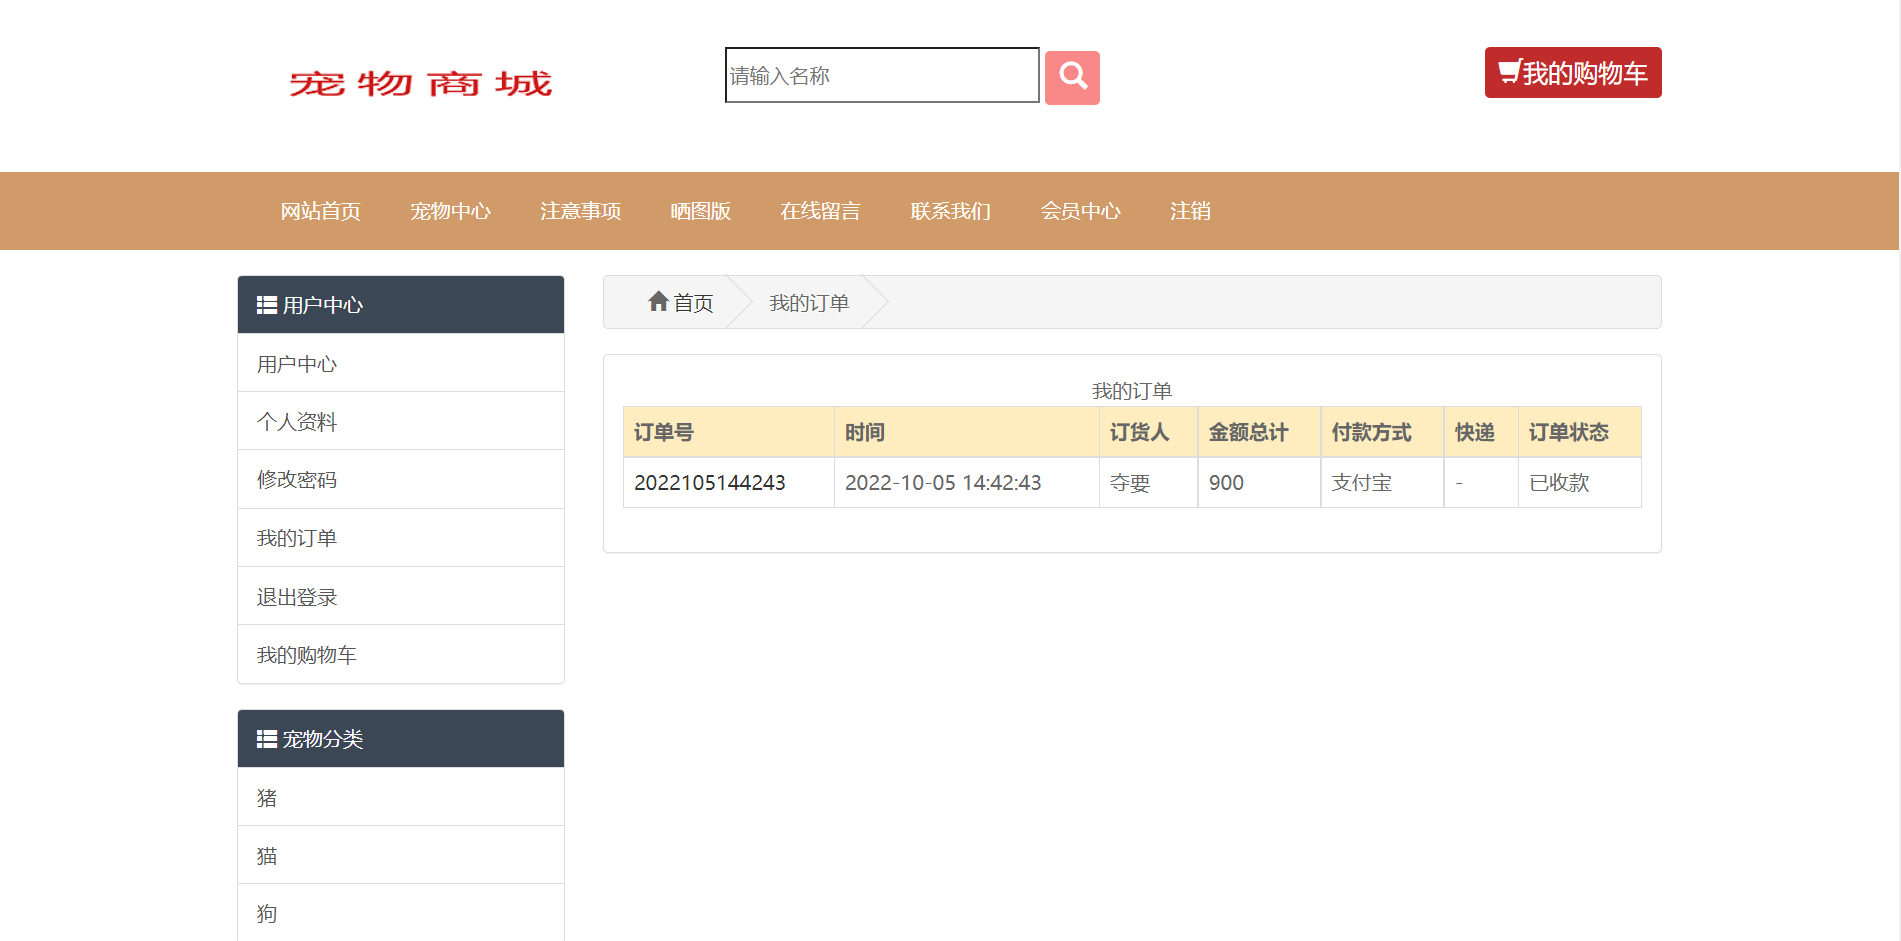 宠物商城
请输入名称
我的购物车
网站首页 宠物中心 注意事项 晒图版 在线留言 联系我们 会员中心 注销
用户中心
用户中心
个人资料
修改密码
我的订单
退出登录
我的购物车
宠物分类
猪
猫
狗
首页 我的订单
我的订单
订单号 时间 订货人 金额总计 付款方式 快递 订单状态
2022105144243 2022-10-05 14:42:43 夺要 900 支付宝 - 已收款